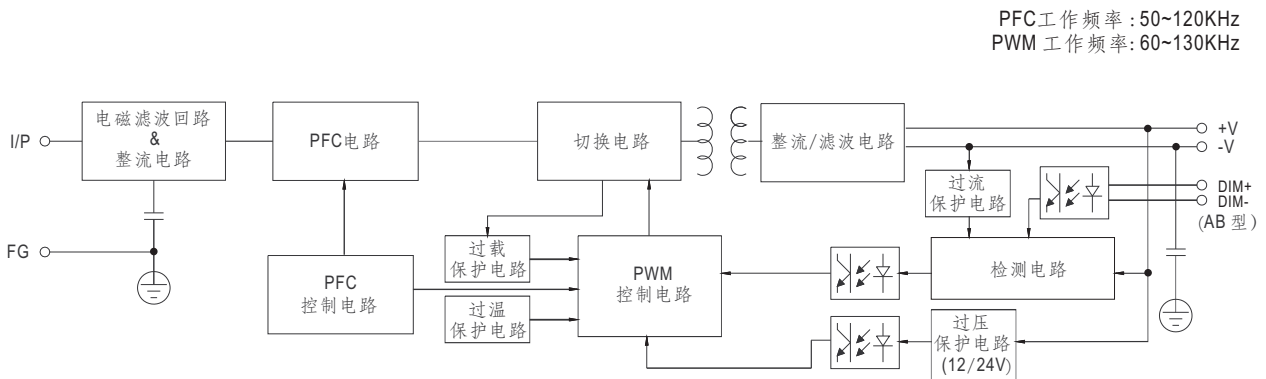 PFC工作频率:50~120KHz
PWM 工作频率:60~130KHz
I/P
电磁滤波回路
&
整流电路
PFC电路
切换电路
整流/滤波电路
+V
-V
过流
保护电路
DIM+
DIM-
(AB 型)
FG
过载
保护电路
PFC
控制电路
PWM
控制电路
检测电路
过温
保护电路
过压
保护电路
(12/24V)